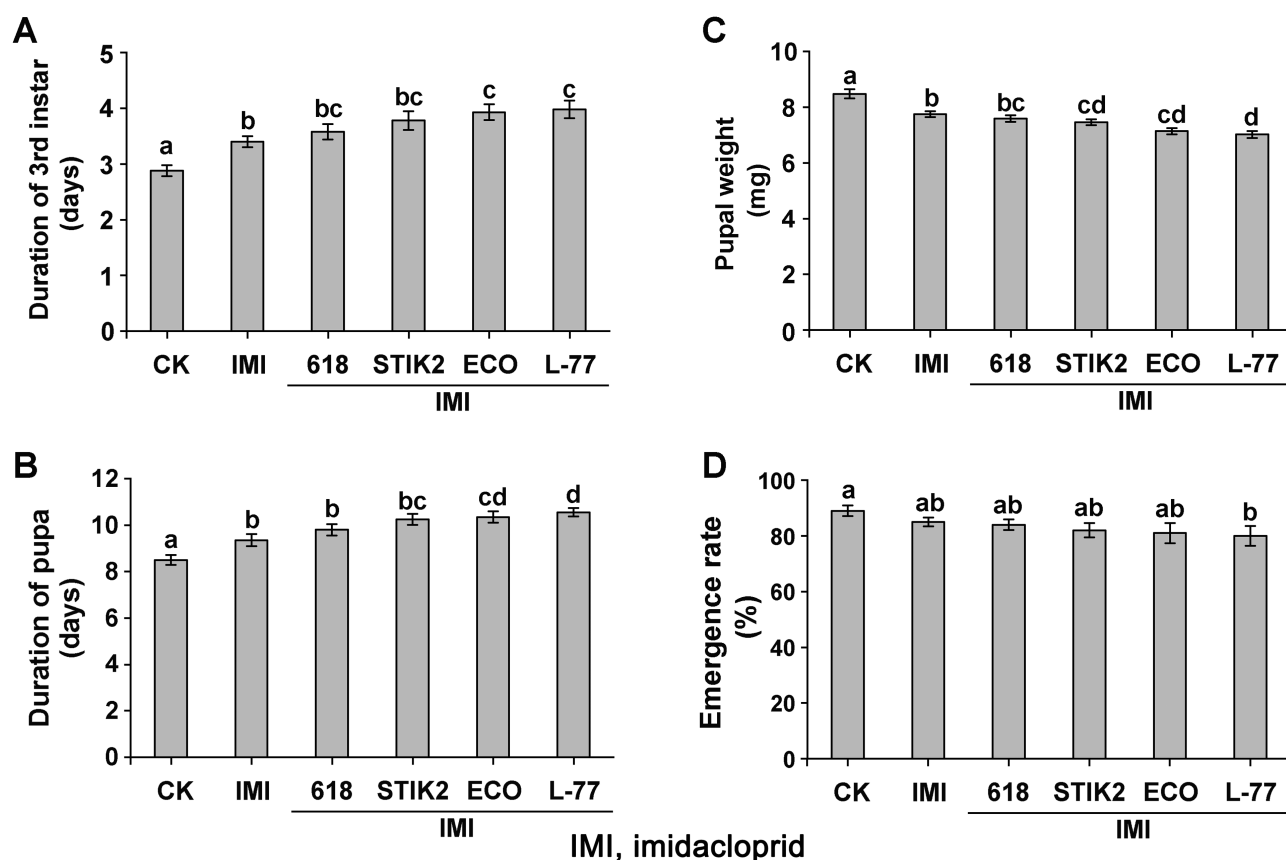 A
Duration of 3rd instar
(days)
5
4
3
2
1
0
a
b
bc
bc
c
c
CK IMI 618 STIK2 ECO L-77
IMI
C
Pupal weight
(mg)
10
8
6
4
2
0
a
b
bc
cd
cd
d
CK IMI 618 STIK2 ECO L-77
IMI
B
Duration of pupa
(days)
12
10
8
6
4
2
0
a
b
b
bc
cd
d
CK IMI 618 STIK2 ECO L-77
IMI
D
Emergence rate
(%)
100
80
60
40
20
0
a
ab
ab
ab
ab
b
CK IMI 618 STIK2 ECO L-77
IMI
IMI, imidacloprid